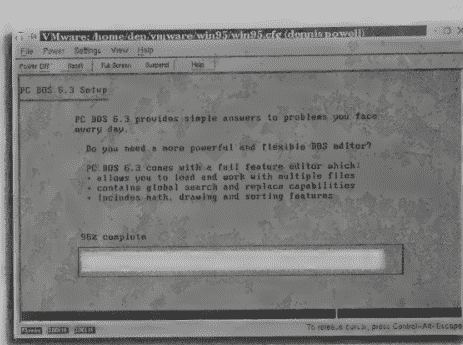 VMware: /home/dep/vmware/win95/win95.cfg (dennis powell)
File Power Settings View Help
Power Off Reset Full Screen Suspend Help
PC DOS 6.3 Setup
PC DOS 6.3 provides simple answers to problems you face
every day.
Do you need a more powerful and flexible DOS editor?
PC DOS 6.3 comes with a full feature editor which:
• allows you to load and work with multiple files
• contains global search and replace capabilities
• includes math, drawing and sorting features
96% complete
To release cursor, press Control-Alt-Escape